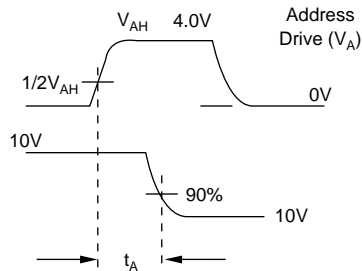 V_AH 4.0V
Address
Drive (V_A)
1/2V_AH
0V
10V
90%
10V
t_A